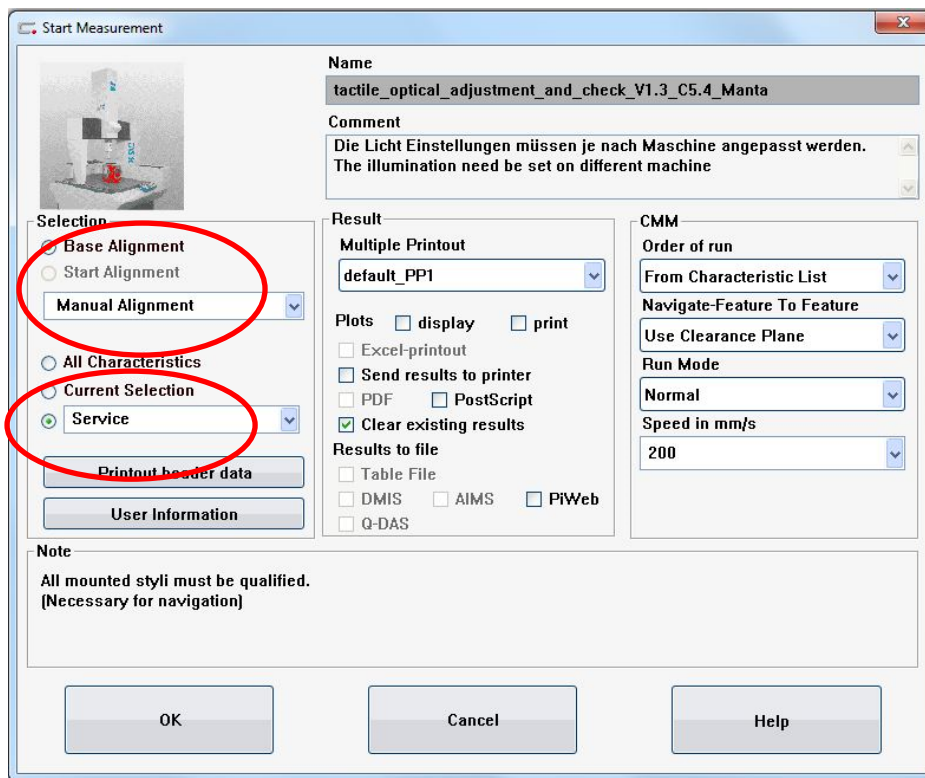 Start Measurement
Name
tactile_optical_adjustment_and_check_V1.3_C5.4_Manta
Comment
Die Licht Einstellungen müssen je nach Maschine angepasst werden.
The illumination need be set on different machine
Selection
Base Alignment
Start Alignment
Manual Alignment
All Characteristics
Current Selection
Service
Printout header data
User Information
Result
Multiple Printout
default_PP1
Plots display print
Excel-printout
Send results to printer
PDF PostScript
Clear existing results
Results to file
Table File
DMIS AIMS PiWeb
Q-DAS
CMM
Order of run
From Characteristic List
Navigate-Feature To Feature
Use Clearance Plane
Run Mode
Normal
Speed in mm/s
200
Note
All mounted styli must be qualified.
(Necessary for navigation)
OK
Cancel
Help